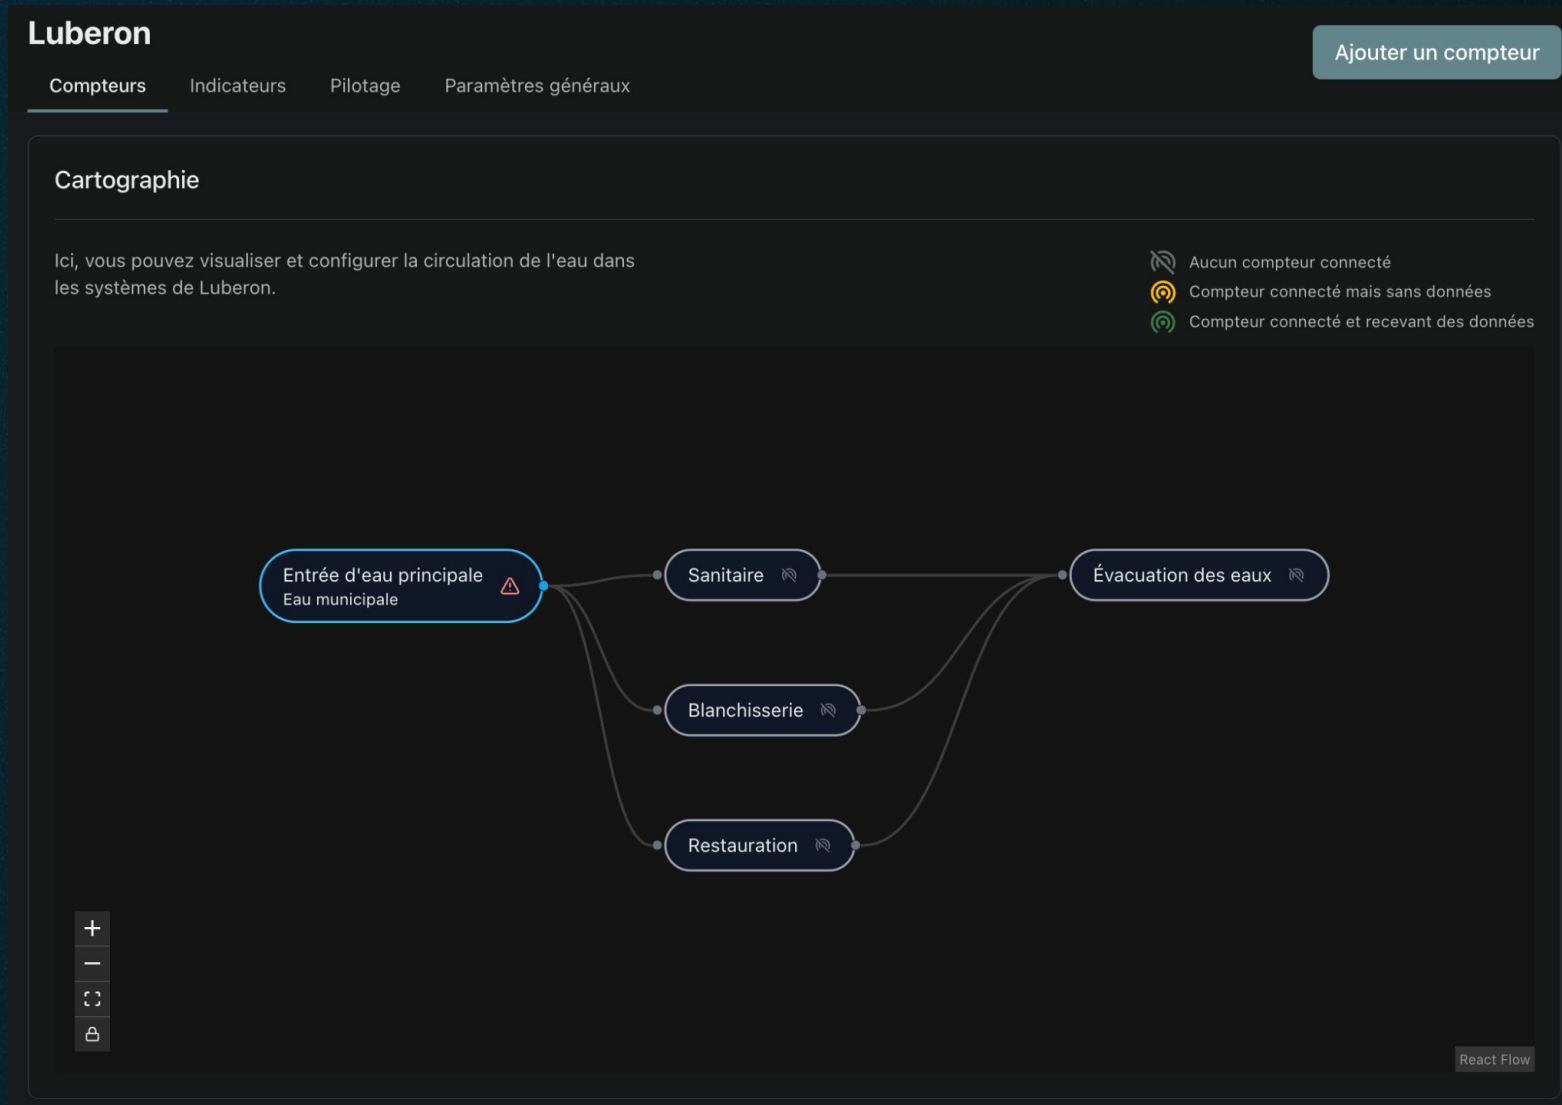 Luberon
Ajouter un compteur
Compteurs
Indicateurs
Pilotage
Paramètres généraux
Cartographie
Ici, vous pouvez visualiser et configurer la circulation de l'eau dans
les systèmes de Luberon.
Aucun compteur connecté
Compteur connecté mais sans données
Compteur connecté et recevant des données
Entrée d'eau principale
Eau municipale
Sanitaire
Évacuation des eaux
Blanchisserie
Restauration
React Flow